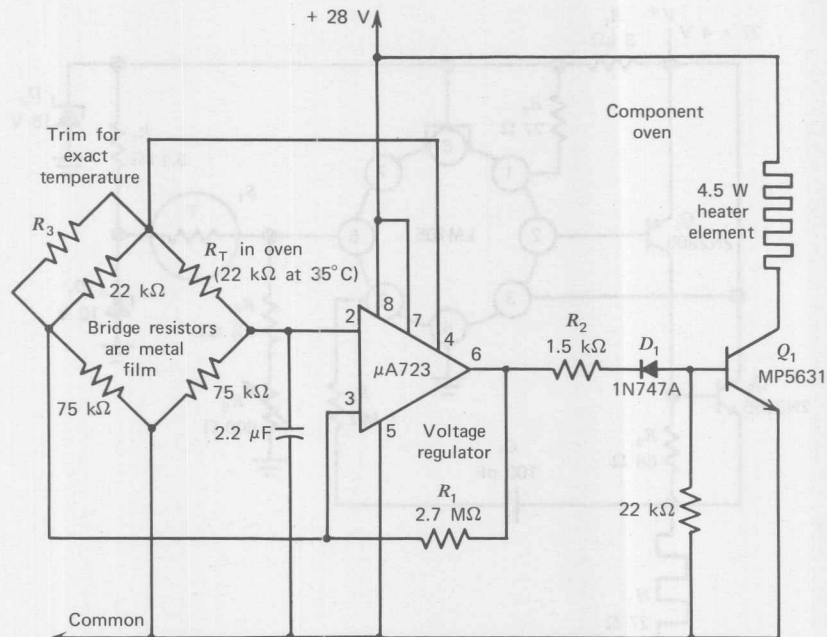 + 28 V
Component
oven
Trim for
exact
temperature
4.5 W
heater
element
R3
RT in oven
(22 kΩ at 35°C)
22 kΩ
8
7
2
4
Bridge resistors
are metal
film
μA723
6
R2
1.5 kΩ
D1
1N747A
Q1
MP5631
75 kΩ
75 kΩ
3
5
2.2 μF
Voltage
regulator
R1
2.7 MΩ
22 kΩ
Common